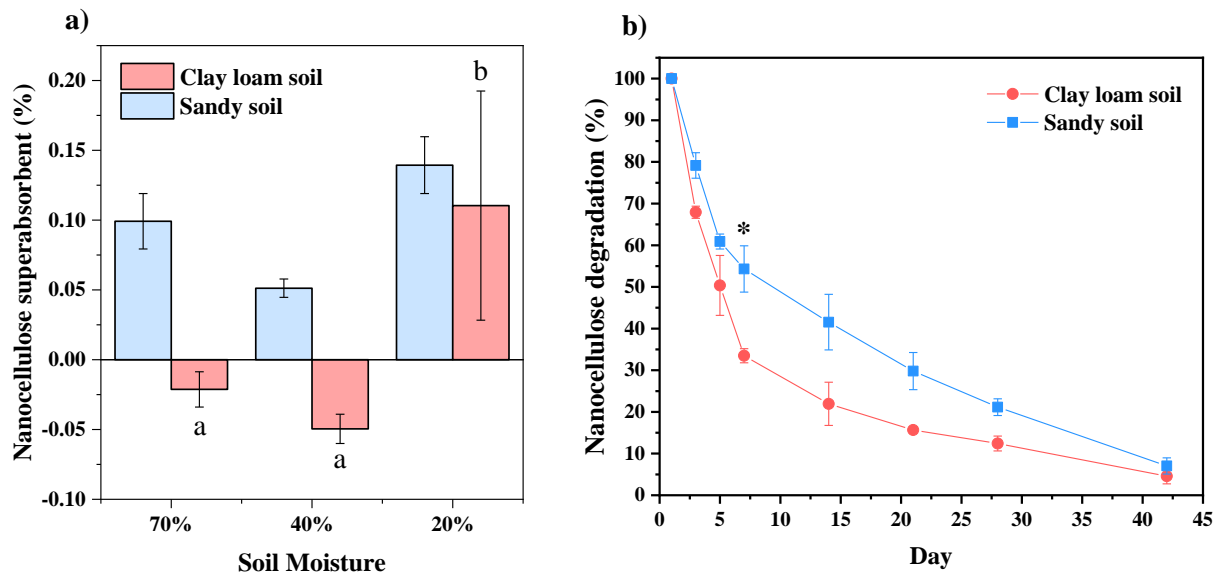 a)
Nanocellulose superabsorbent (%)
0.20
0.15
0.10
0.05
0.00
-0.05
-0.10
Clay loam soil
Sandy soil
a
a
b
70%
40%
20%
Soil Moisture
b)
Nanocellulose degradation (%)
100
90
80
70
60
50
40
30
20
10
0
Clay loam soil
Sandy soil
*
0
5
10
15
20
25
30
35
40
45
Day